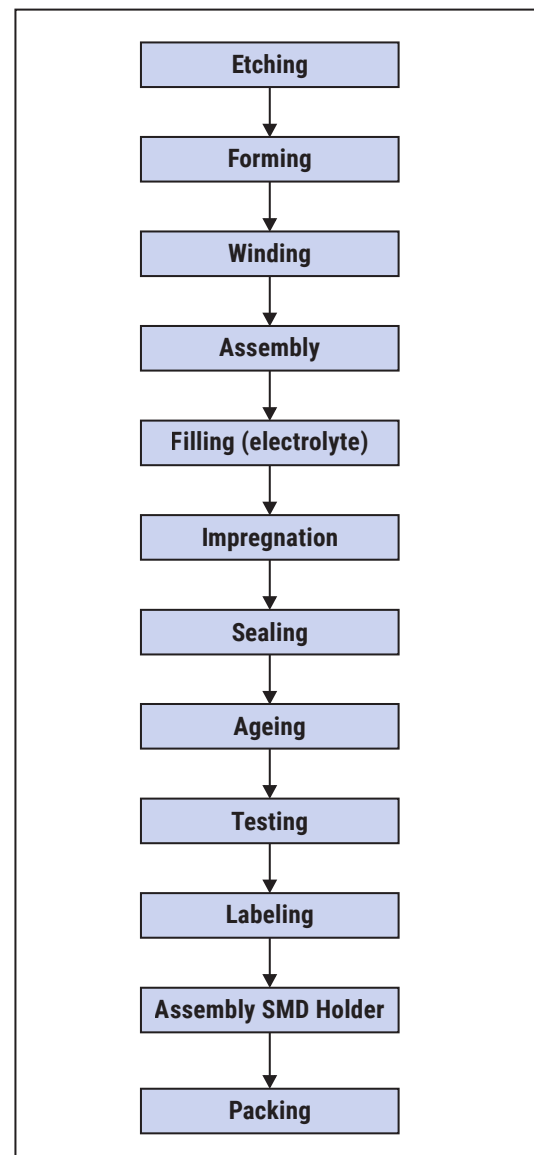 Etching
Forming
Winding
Assembly
Filling (electrolyte)
Impregnation
Sealing
Ageing
Testing
Labeling
Assembly SMD Holder
Packing